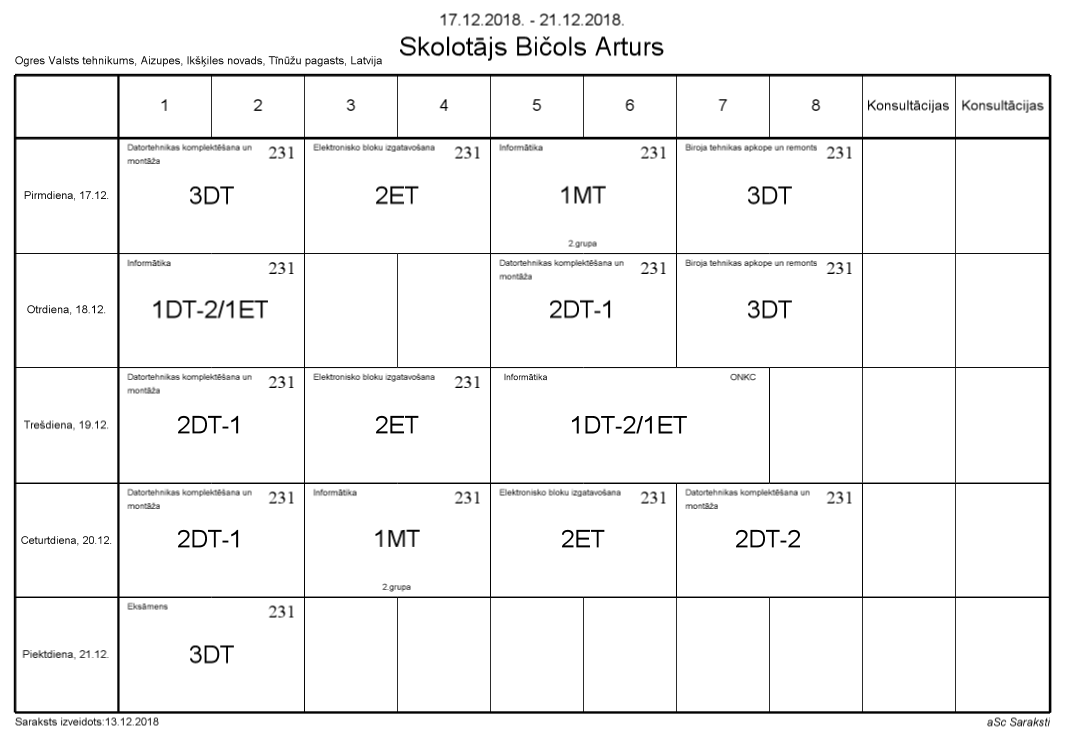 17.12.2018. - 21.12.2018.
Skolotājs Bičols Arturs
Ogres Valsts tehnikums, Aizupes, Ikšķiles novads, Tīnūžu pagasts, Latvija
1 2 3 4 5 6 7 8 Konsultācijas Konsultācijas
Pirmdiena, 17.12.
Datortehnikas komplektēšana un
montāža
231
3DT
Elektronisko bloku izgatavošana
231
2ET
Informātika
231
1MT
2.grupa
Biroja tehnikas apkope un remonts
231
3DT
Otrdiena, 18.12.
Informātika
231
1DT-2/1ET
Datortehnikas komplektēšana un
montāža
231
2DT-1
Biroja tehnikas apkope un remonts
231
3DT
Trešdiena, 19.12.
Datortehnikas komplektēšana un
montāža
231
2DT-1
Elektronisko bloku izgatavošana
231
2ET
Informātika
ONKC
1DT-2/1ET
Ceturtdiena, 20.12.
Datortehnikas komplektēšana un
montāža
231
2DT-1
Informātika
231
1MT
2.grupa
Elektronisko bloku izgatavošana
231
2ET
Datortehnikas komplektēšana un
montāža
231
2DT-2
Piektdiena, 21.12.
Eksāmens
231
3DT
Saraksts izveidots:13.12.2018
aSc Saraksti